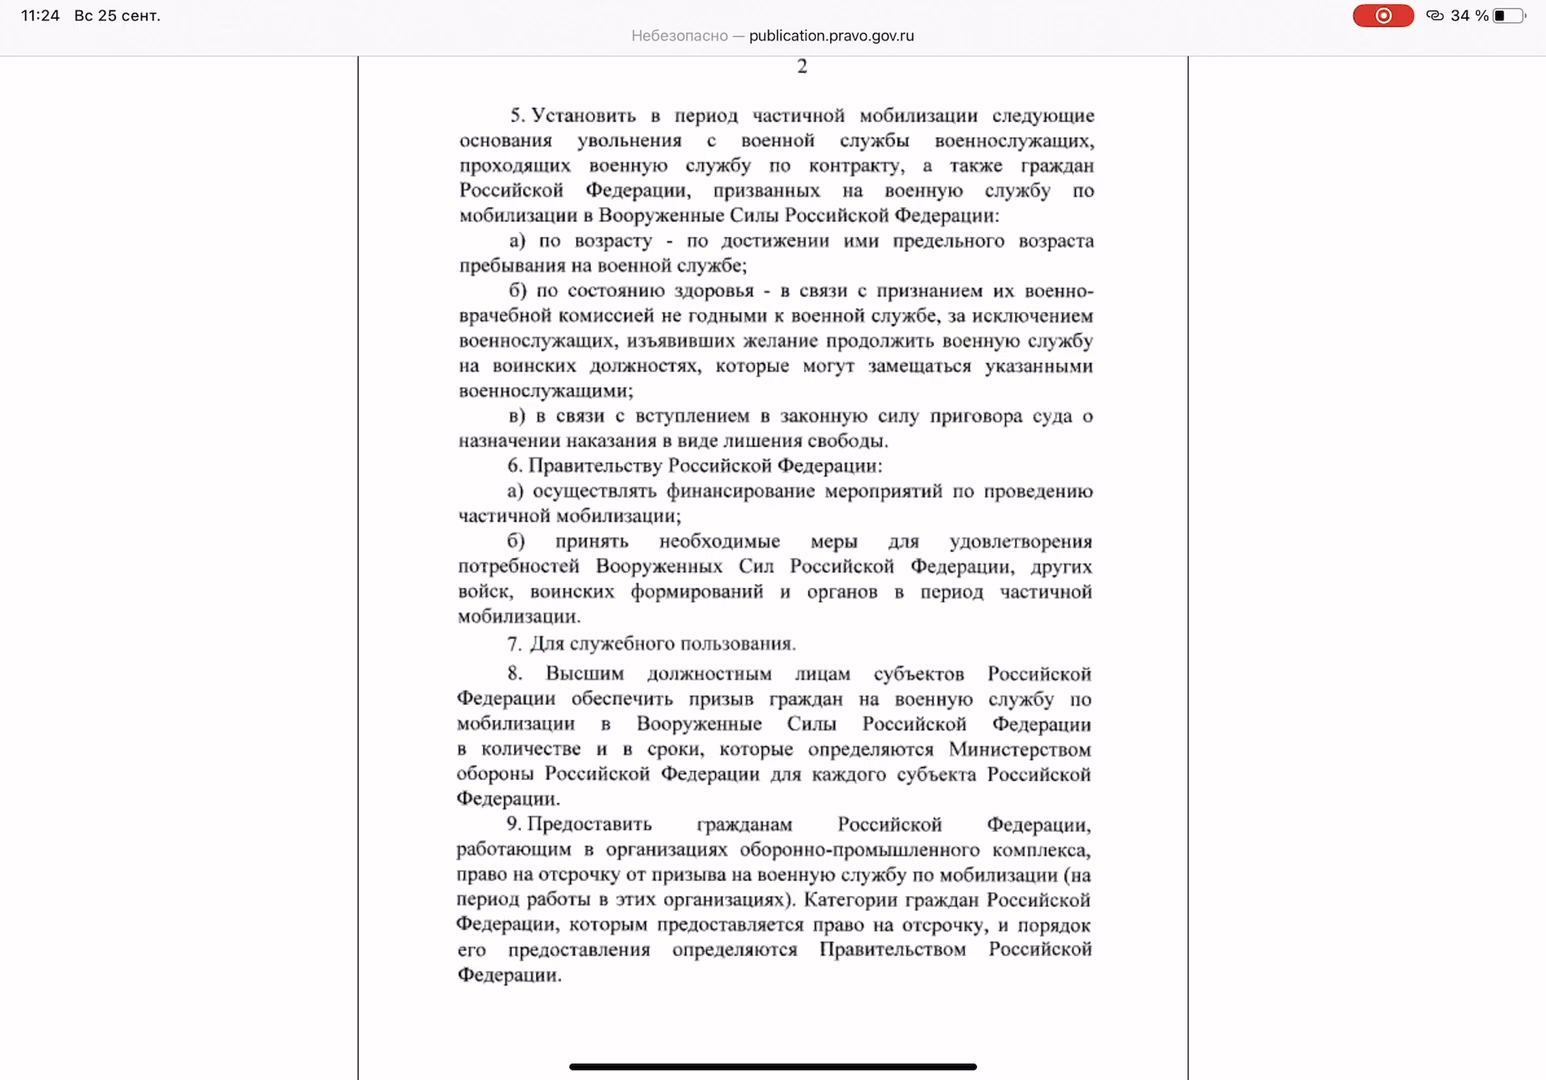 11:24 Вс 25 сент.
34 %
Небезопасно — publication.pravo.gov.ru
2
5. Установить в период частичной мобилизации следующие
основания увольнения с военной службы военнослужащих,
проходящих военную службу по контракту, а также граждан
Российской Федерации, призванных на военную службу по
мобилизации в Вооруженные Силы Российской Федерации:
а) по возрасту - по достижении ими предельного возраста
пребывания на военной службе;
б) по состоянию здоровья - в связи с признанием их военно-
врачебной комиссией не годными к военной службе, за исключением
военнослужащих, изъявивших желание продолжить военную службу
на воинских должностях, которые могут замещаться указанными
военнослужащими;
в) в связи с вступлением в законную силу приговора суда о
назначении наказания в виде лишения свободы.
6. Правительству Российской Федерации:
а) осуществлять финансирование мероприятий по проведению
частичной мобилизации;
б) принять необходимые меры для удовлетворения
потребностей Вооруженных Сил Российской Федерации, других
войск, воинских формирований и органов в период частичной
мобилизации.
7. Для служебного пользования.
8. Высшим должностным лицам субъектов Российской
Федерации обеспечить призыв граждан на военную службу по
мобилизации в Вооруженные Силы Российской Федерации
в количестве и в сроки, которые определяются Министерством
обороны Российской Федерации для каждого субъекта Российской
Федерации.
9. Предоставить гражданам Российской Федерации,
работающим в организациях оборонно-промышленного комплекса,
право на отсрочку от призыва на военную службу по мобилизации (на
период работы в этих организациях). Категории граждан Российской
Федерации, которым предоставляется право на отсрочку, и порядок
его предоставления определяются Правительством Российской
Федерации.